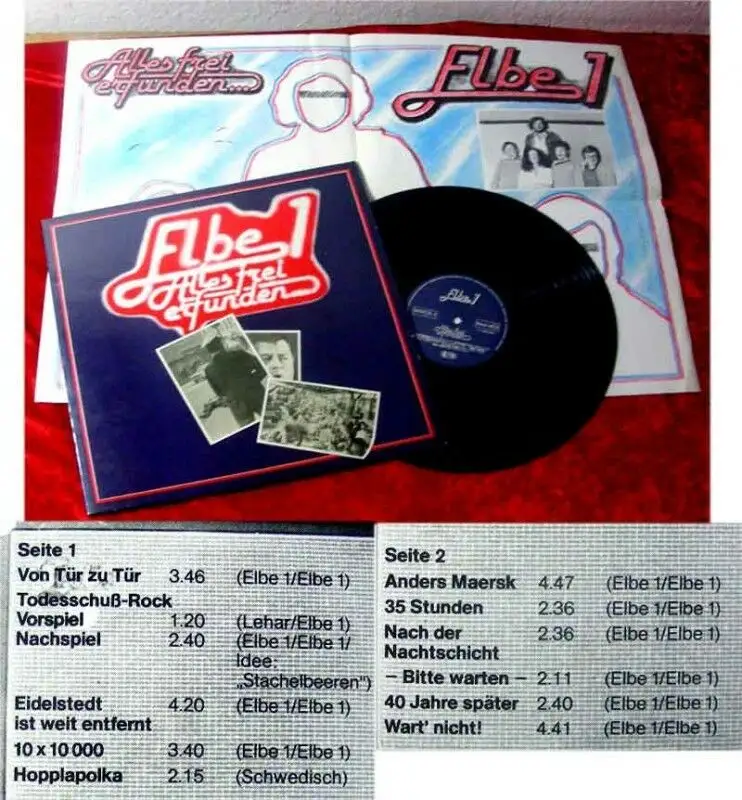 Alles frei
erfunden....
Elbe 1
Elbe 1
Alles frei
erfunden
Elbe 1
Seite 1
Von Tür zu Tür 3.46 (Elbe 1/Elbe 1)
Todesschuß-Rock
Vorspiel 1.20 (Lehar/Elbe 1)
Nachspiel 2.40 (Elbe 1/Elbe 1/
Idee:
„Stachelbeeren")
Eidelstedt 4.20 (Elbe 1/Elbe 1)
ist weit entfernt
10 x 10 000 3.40 (Elbe 1/Elbe 1)
Hopplapolka 2.15 (Schwedisch)
Seite 2
Anders Maersk 4.47 (Elbe 1/Elbe 1)
35 Stunden 2.36 (Elbe 1/Elbe 1)
Nach der 2.36 (Elbe 1/Elbe 1)
Nachtschicht
– Bitte warten – 2.11 (Elbe 1/Elbe 1)
40 Jahre später 2.40 (Elbe 1/Elbe 1)
Wart' nicht! 4.41 (Elbe 1/Elbe 1)